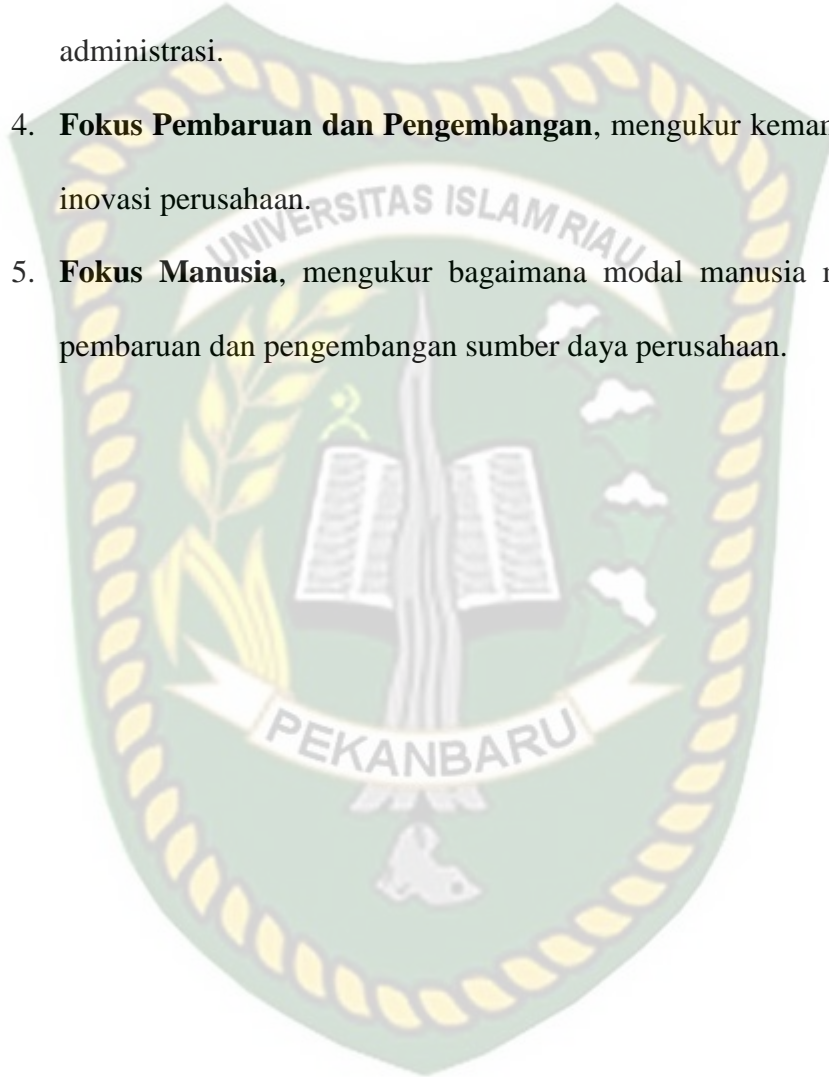 administrasi.
4. Fokus Pembaruan dan Pengembangan, mengukur
inovasi perusahaan.
UNIVERSITAS ISLAM RIAU
5. Fokus Manusia, mengukur bagaimana modal manusia
pembaruan dan pengembangan sumber daya perusahaan.
PEKANBARU